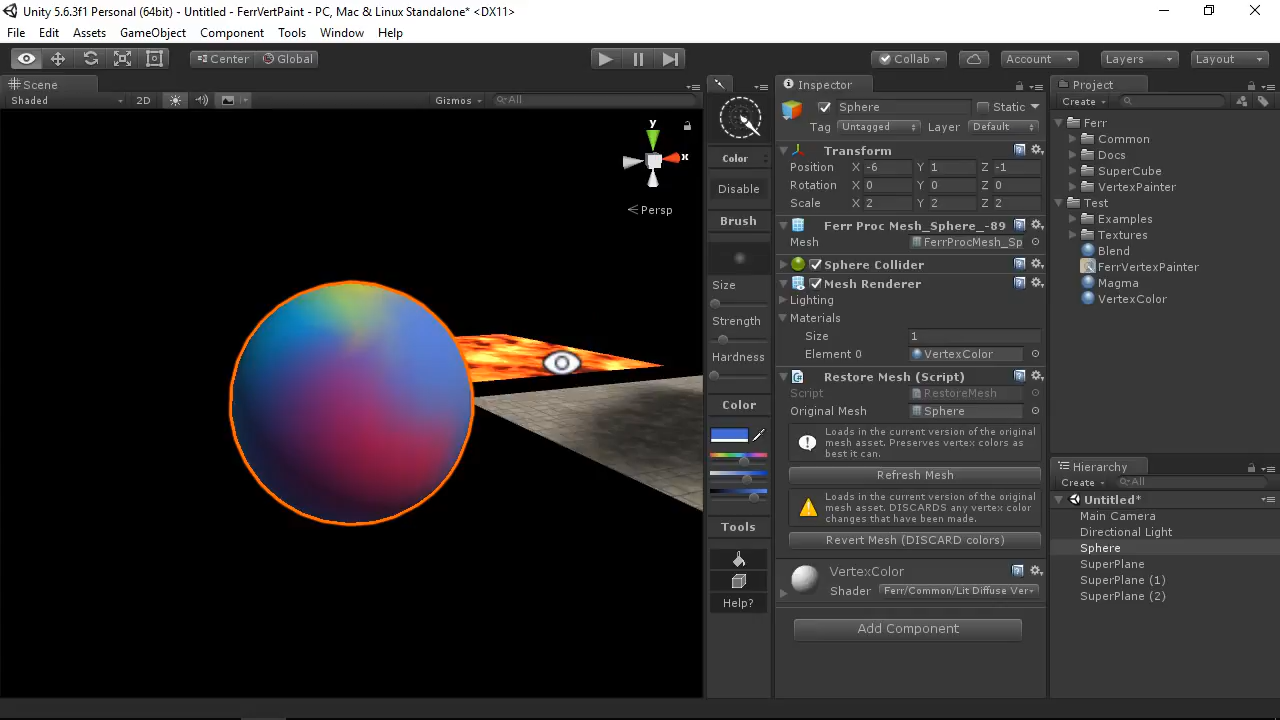 Unity 5.6.3f1 Personal (64bit) - Untitled - FerrVertPaint - PC, Mac & Linux Standalone* <DX11>
File Edit Assets GameObject Component Tools Window Help
Center Global Collab Account Layers Layout
Scene
Shaded 2D Gizmos All
y
x
Persp
Color
Disable
Brush
Size
Strength
Hardness
Color
Tools
Help?
Inspector
Sphere Static
Tag Untagged Layer Default
Transform
Position X -6 Y 1 Z -1
Rotation X 0 Y 0 Z 0
Scale X 2 Y 2 Z 2
Ferr Proc Mesh_Sphere_-89
Mesh FerrProcMesh_Sp
Sphere Collider
Mesh Renderer
Lighting
Materials
Size 1
Element 0 VertexColor
Restore Mesh (Script)
Script RestoreMesh
Original Mesh Sphere
Loads in the current version of the original
mesh asset. Preserves vertex colors as
best it can.
Refresh Mesh
Loads in the current version of the original
mesh asset. DISCARDS any vertex color
changes that have been made.
Revert Mesh (DISCARD colors)
VertexColor
Shader Ferr/Common/Lit Diffuse Ver
Add Component
Project
Create
Ferr
Common
Docs
SuperCube
VertexPainter
Test
Examples
Textures
Blend
FerrVertexPainter
Magma
VertexColor
Hierarchy
Create All
Untitled*
Main Camera
Directional Light
Sphere
SuperPlane
SuperPlane (1)
SuperPlane (2)